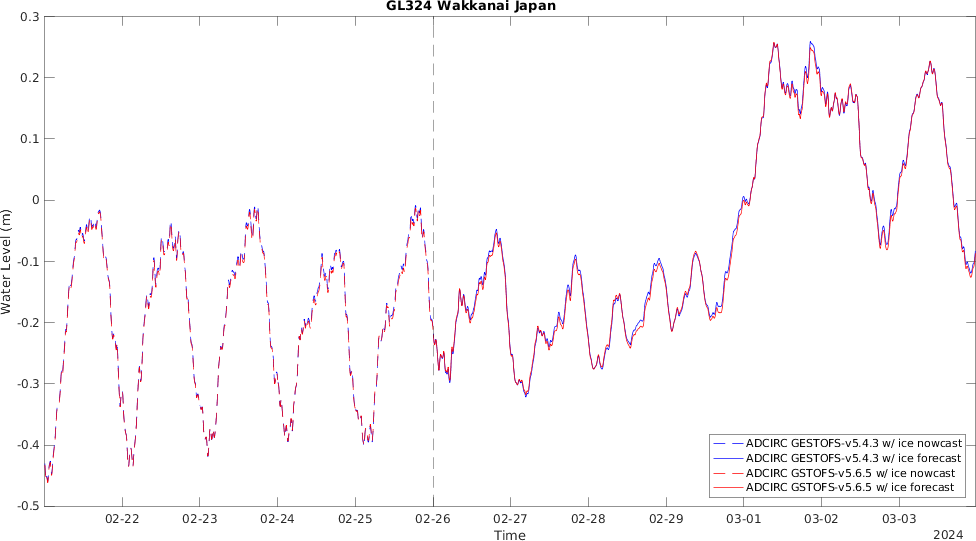 GL324 Wakkanai Japan
0.3
0.2
0.1
0
-0.1
-0.2
-0.3
-0.4
-0.5
Water Level (m)
ADCIRC GESTOFS-v5.4.3 w/ ice nowcast
ADCIRC GESTOFS-v5.4.3 w/ ice forecast
ADCIRC GSTOFS-v5.6.5 w/ ice nowcast
ADCIRC GSTOFS-v5.6.5 w/ ice forecast
02-22 02-23 02-24 02-25 02-26 02-27 02-28 02-29 03-01 03-02 03-03
Time
2024